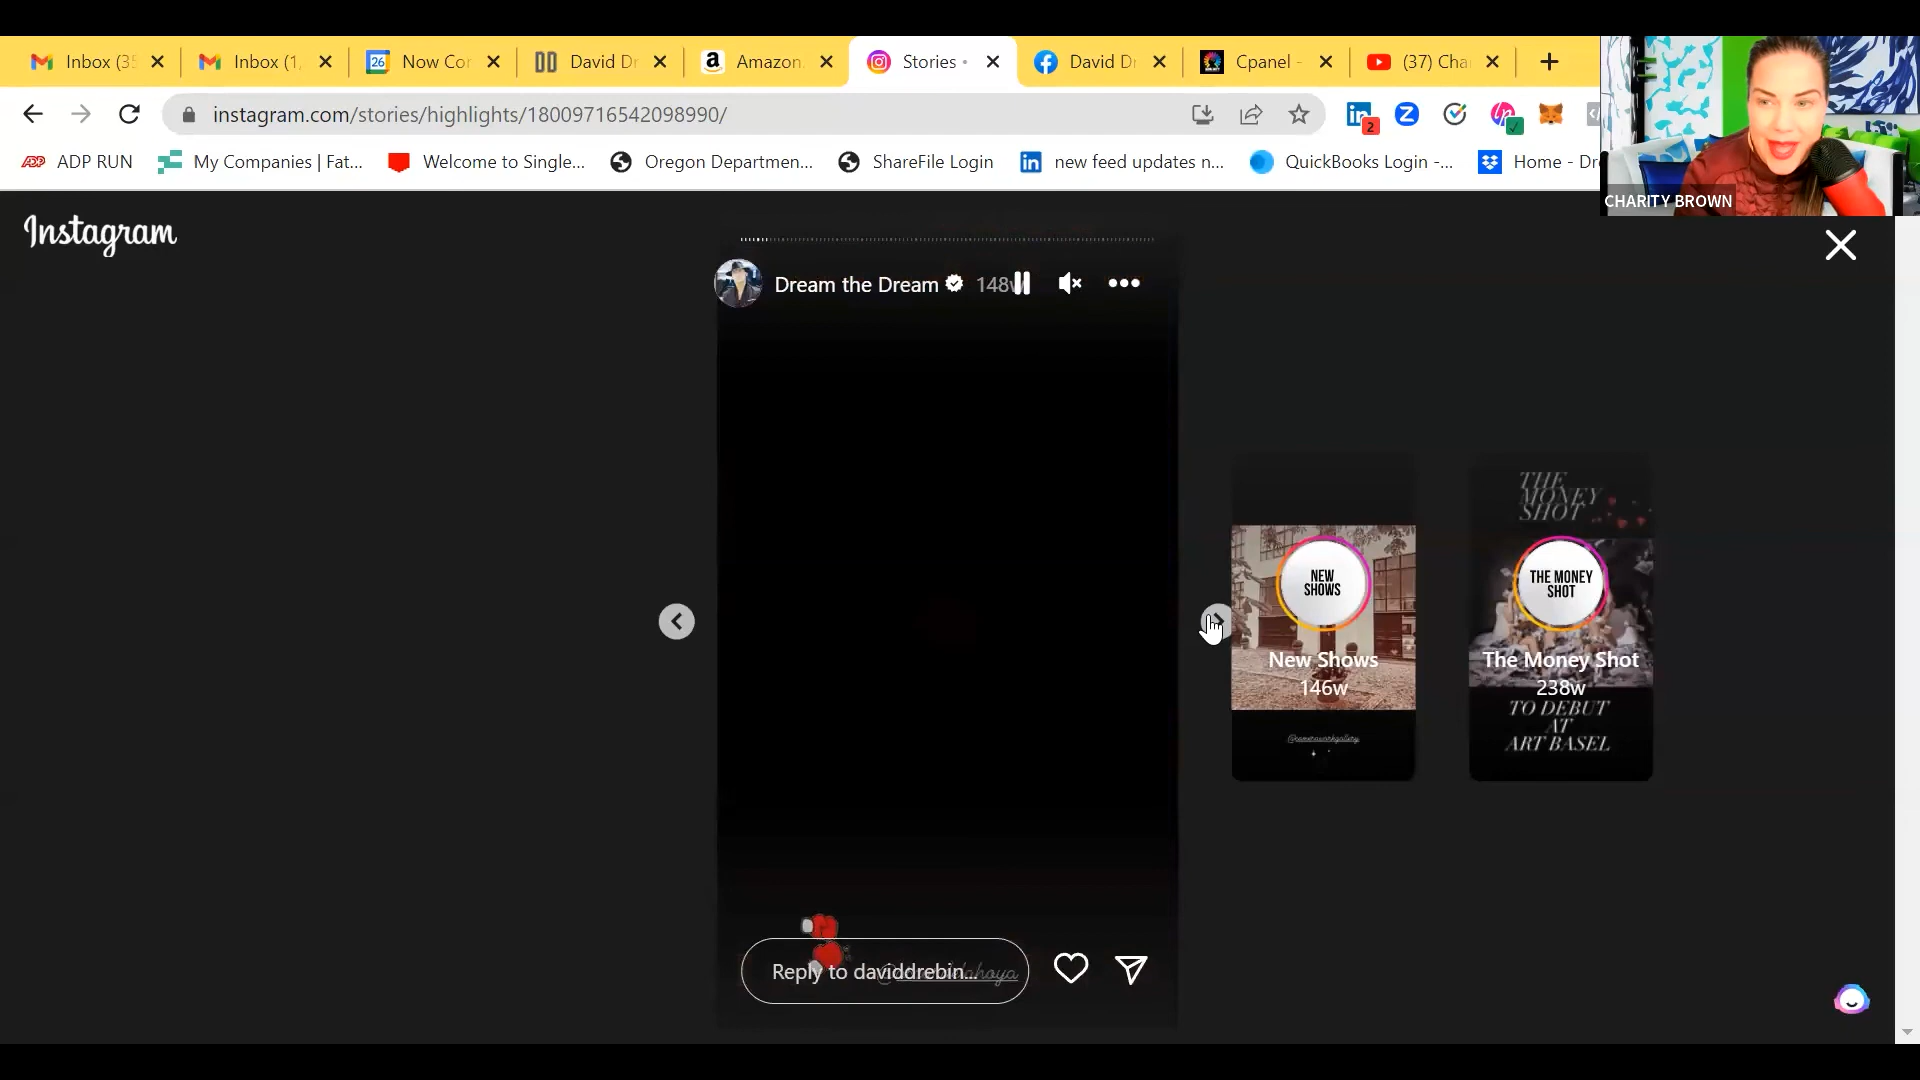 Inbox (35
Inbox (1,
26
Now Cor
David Dr
Amazon.
Stories •
David Dr
Cpanel -
(37) Cha
instagram.com/stories/highlights/18009716542098990/
2
ADP RUN
My Companies | Fat...
Welcome to Single...
Oregon Departmen...
ShareFile Login
new feed updates n...
QuickBooks Login -...
Home - Dr
CHARITY BROWN
Instagram
Dream the Dream
148w
Reply to daviddrebin...
NEW
SHOWS
New Shows
146w
@cameraworkgallery
THE
MONEY
SHOT
THE MONEY
SHOT
The Money Shot
238w
TO DEBUT
AT
ART BASEL